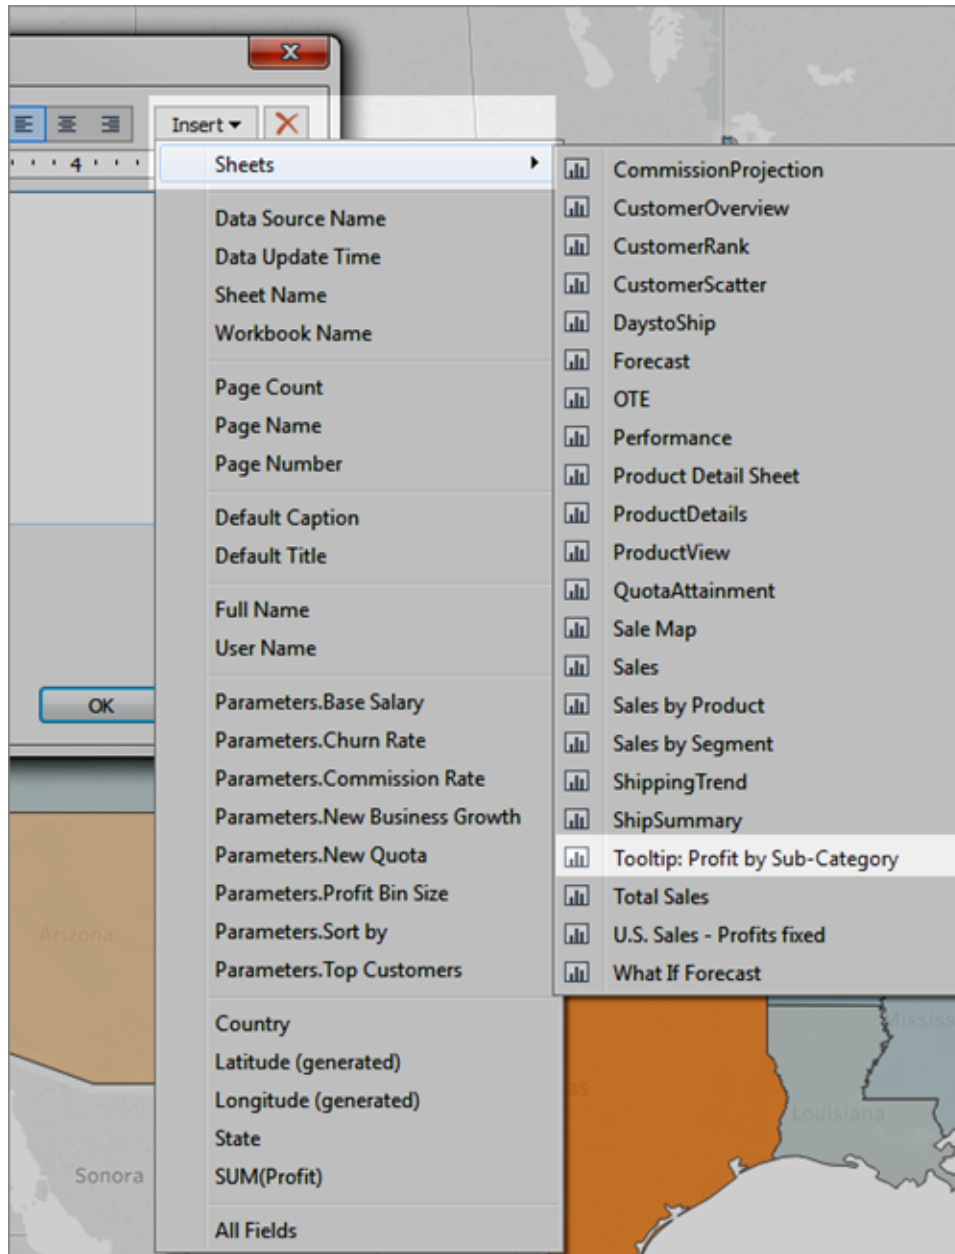 Insert
4
Sheets
Data Source Name
Data Update Time
Sheet Name
Workbook Name
Page Count
Page Name
Page Number
Default Caption
Default Title
Full Name
User Name
OK
Parameters.Base Salary
Parameters.Churn Rate
Parameters.Commission Rate
Parameters.New Business Growth
Parameters.New Quota
Parameters.Profit Bin Size
Parameters.Sort by
Parameters.Top Customers
Country
Latitude (generated)
Longitude (generated)
State
SUM(Profit)
All Fields
CommissionProjection
CustomerOverview
CustomerRank
CustomerScatter
DaystoShip
Forecast
OTE
Performance
Product Detail Sheet
ProductDetails
ProductView
QuotaAttainment
Sale Map
Sales
Sales by Product
Sales by Segment
ShippingTrend
ShipSummary
Tooltip: Profit by Sub-Category
Total Sales
U.S. Sales - Profits fixed
What If Forecast
Arizona
Sonora
as
Mississ
Louisiana